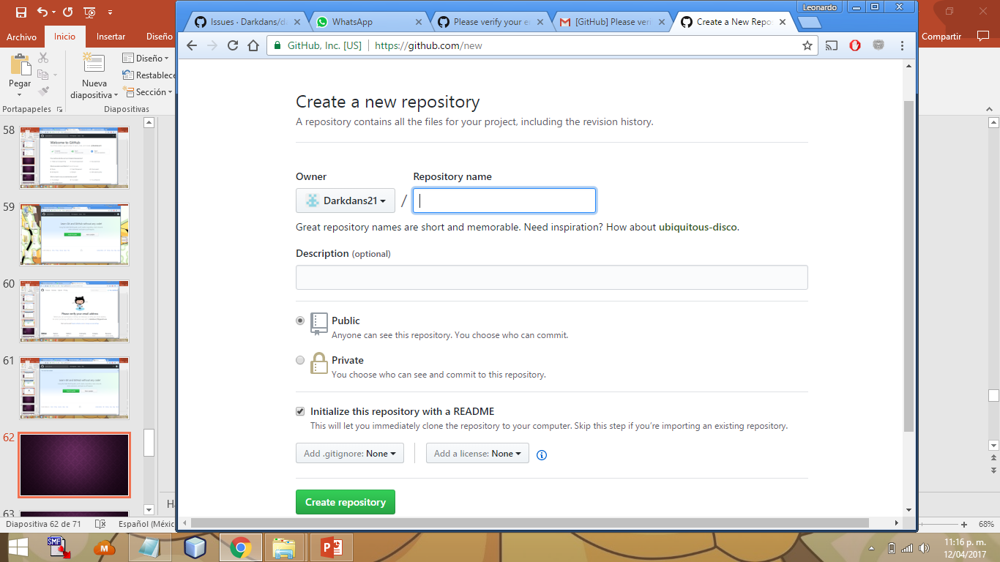 Leonardo
Issues · Darkdans/d
WhatsApp
Please verify your e
[GitHub] Please veri
Create a New Repo
Archivo
Inicio
Insertar
Diseño
Compartir
GitHub, Inc. [US]
https://github.com/new
Pegar
Nueva
diapositiva
Diseño
Restablece
Sección
Portapapeles
Diapositivas
58
59
60
61
62
63
Create a new repository
A repository contains all the files for your project, including the revision history.
Owner
Repository name
Darkdans21
/
Great repository names are short and memorable. Need inspiration? How about ubiquitous-disco.
Description (optional)
Public
Anyone can see this repository. You choose who can commit.
Private
You choose who can see and commit to this repository.
Initialize this repository with a README
This will let you immediately clone the repository to your computer. Skip this step if you’re importing an existing repository.
Add .gitignore: None
Add a license: None
Create repository
Diapositiva 62 de 71
Español (Méxic
68%
SMF
11:16 p. m.
12/04/2017